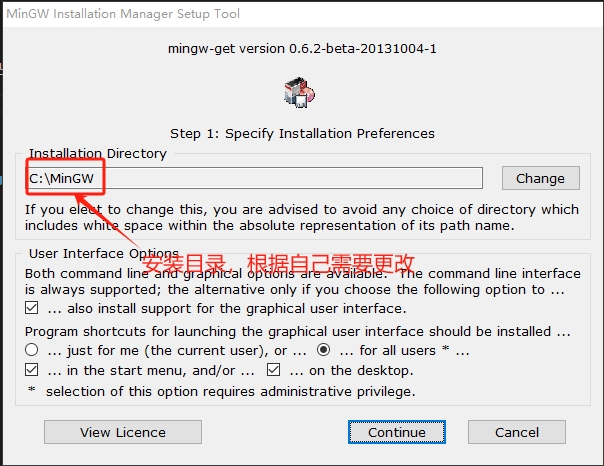 MinGW Installation Manager Setup Tool
mingw-get version 0.6.2-beta-20131004-1
Step 1: Specify Installation Preferences
Installation Directory
C:\MinGW
Change
If you elect to change this, you are advised to avoid any choice of directory which
includes white space within the absolute representation of its path name.
安装目录，根据自己需要更改
User Interface Options
Both command line and graphical options are available. The command line interface
is always supported; the alternative only if you choose the following option to ...
... also install support for the graphical user interface.
Program shortcuts for launching the graphical user interface should be installed ...
... just for me (the current user), or ... ... for all users * ...
... in the start menu, and/or ... ... on the desktop.
* selection of this option requires administrative privilege.
View Licence Continue Cancel